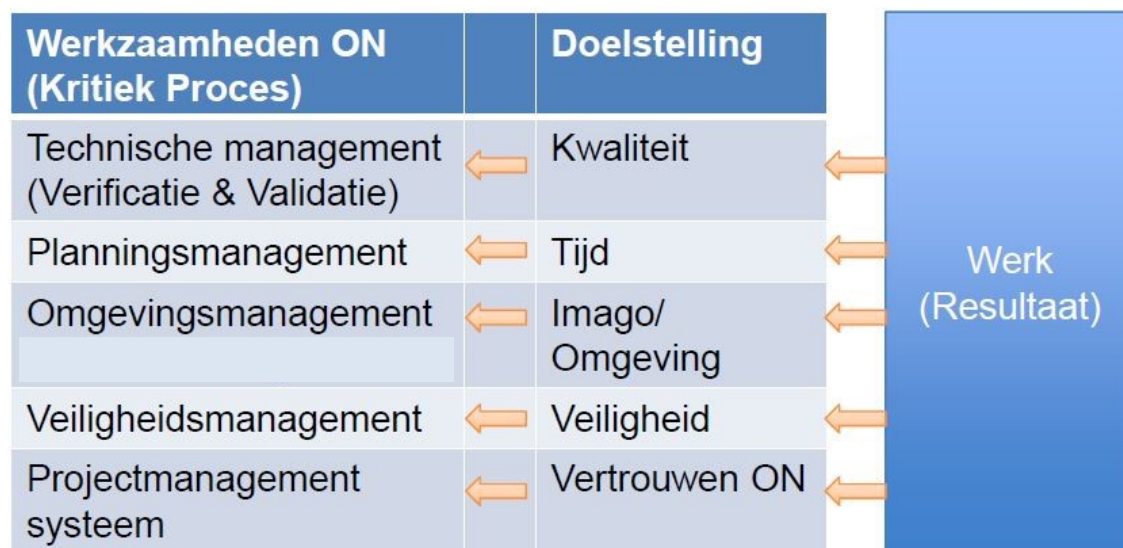 Werkzaamheden ON
(Kritiek Proces)
Doelstelling
Technische management
(Verificatie & Validatie)
Kwaliteit
Planningsmanagement
Tijd
Omgevingsmanagement
Imago/
Omgeving
Veiligheidsmanagement
Veiligheid
Projectmanagement
systeem
Vertrouwen ON
Werk
(Resultaat)